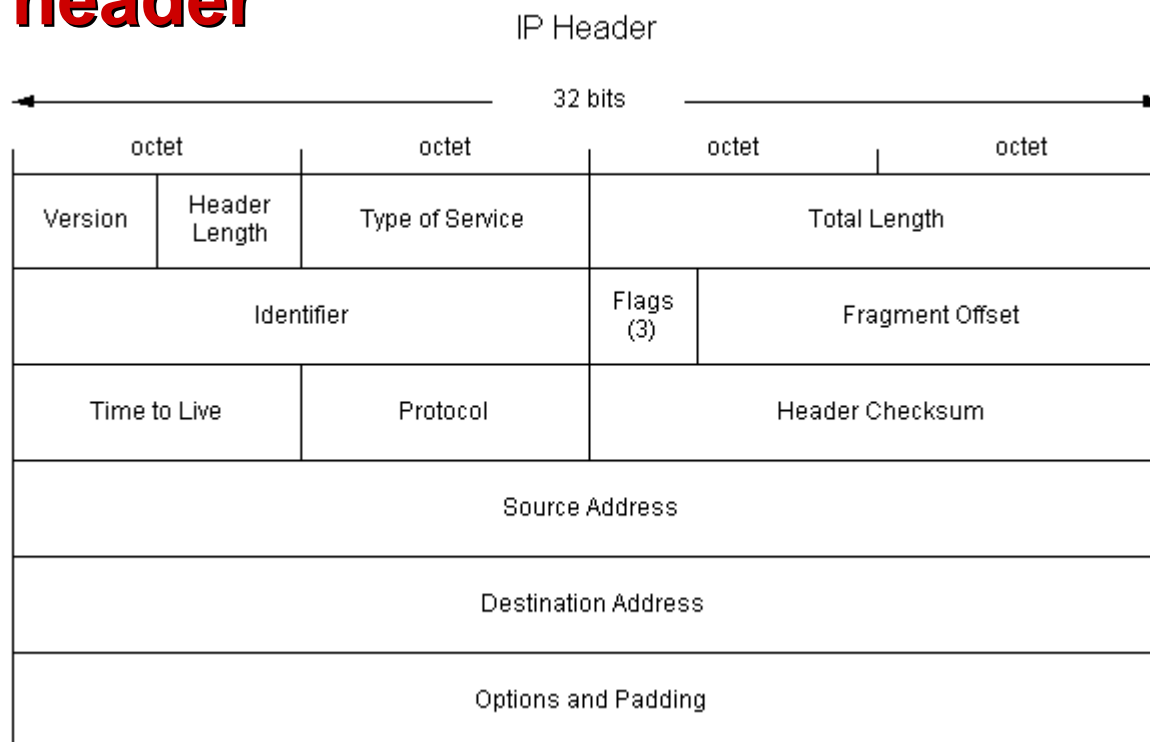 header
IP Header
32 bits
octet octet octet octet
Version Header Length Type of Service Total Length
Identifier Flags (3) Fragment Offset
Time to Live Protocol Header Checksum
Source Address
Destination Address
Options and Padding